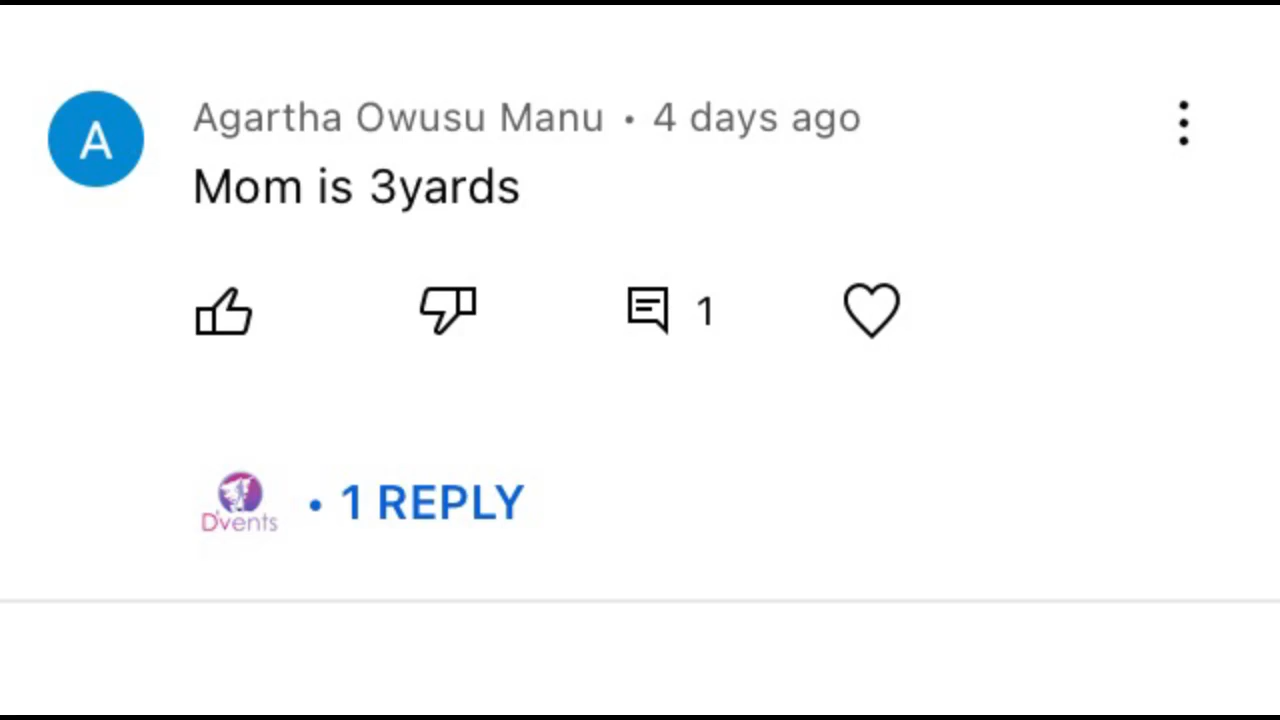 A
Agartha Owusu Manu • 4 days ago
Mom is 3yards
1
D'vents
• 1 REPLY